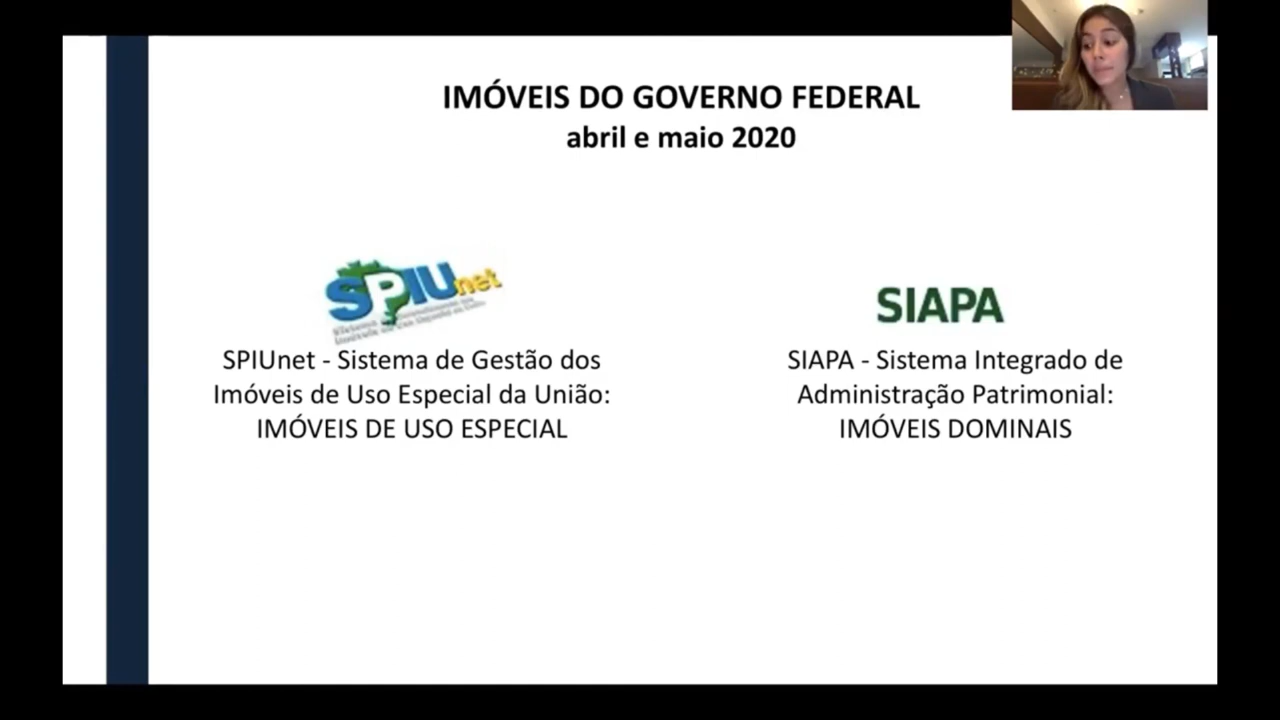 IMÓVEIS DO GOVERNO FEDERAL
abril e maio 2020
SPIUnet
SPIUnet - Sistema de Gestão dos
Imóveis de Uso Especial da União:
IMÓVEIS DE USO ESPECIAL
SIAPA
SIAPA - Sistema Integrado de
Administração Patrimonial:
IMÓVEIS DOMINAIS